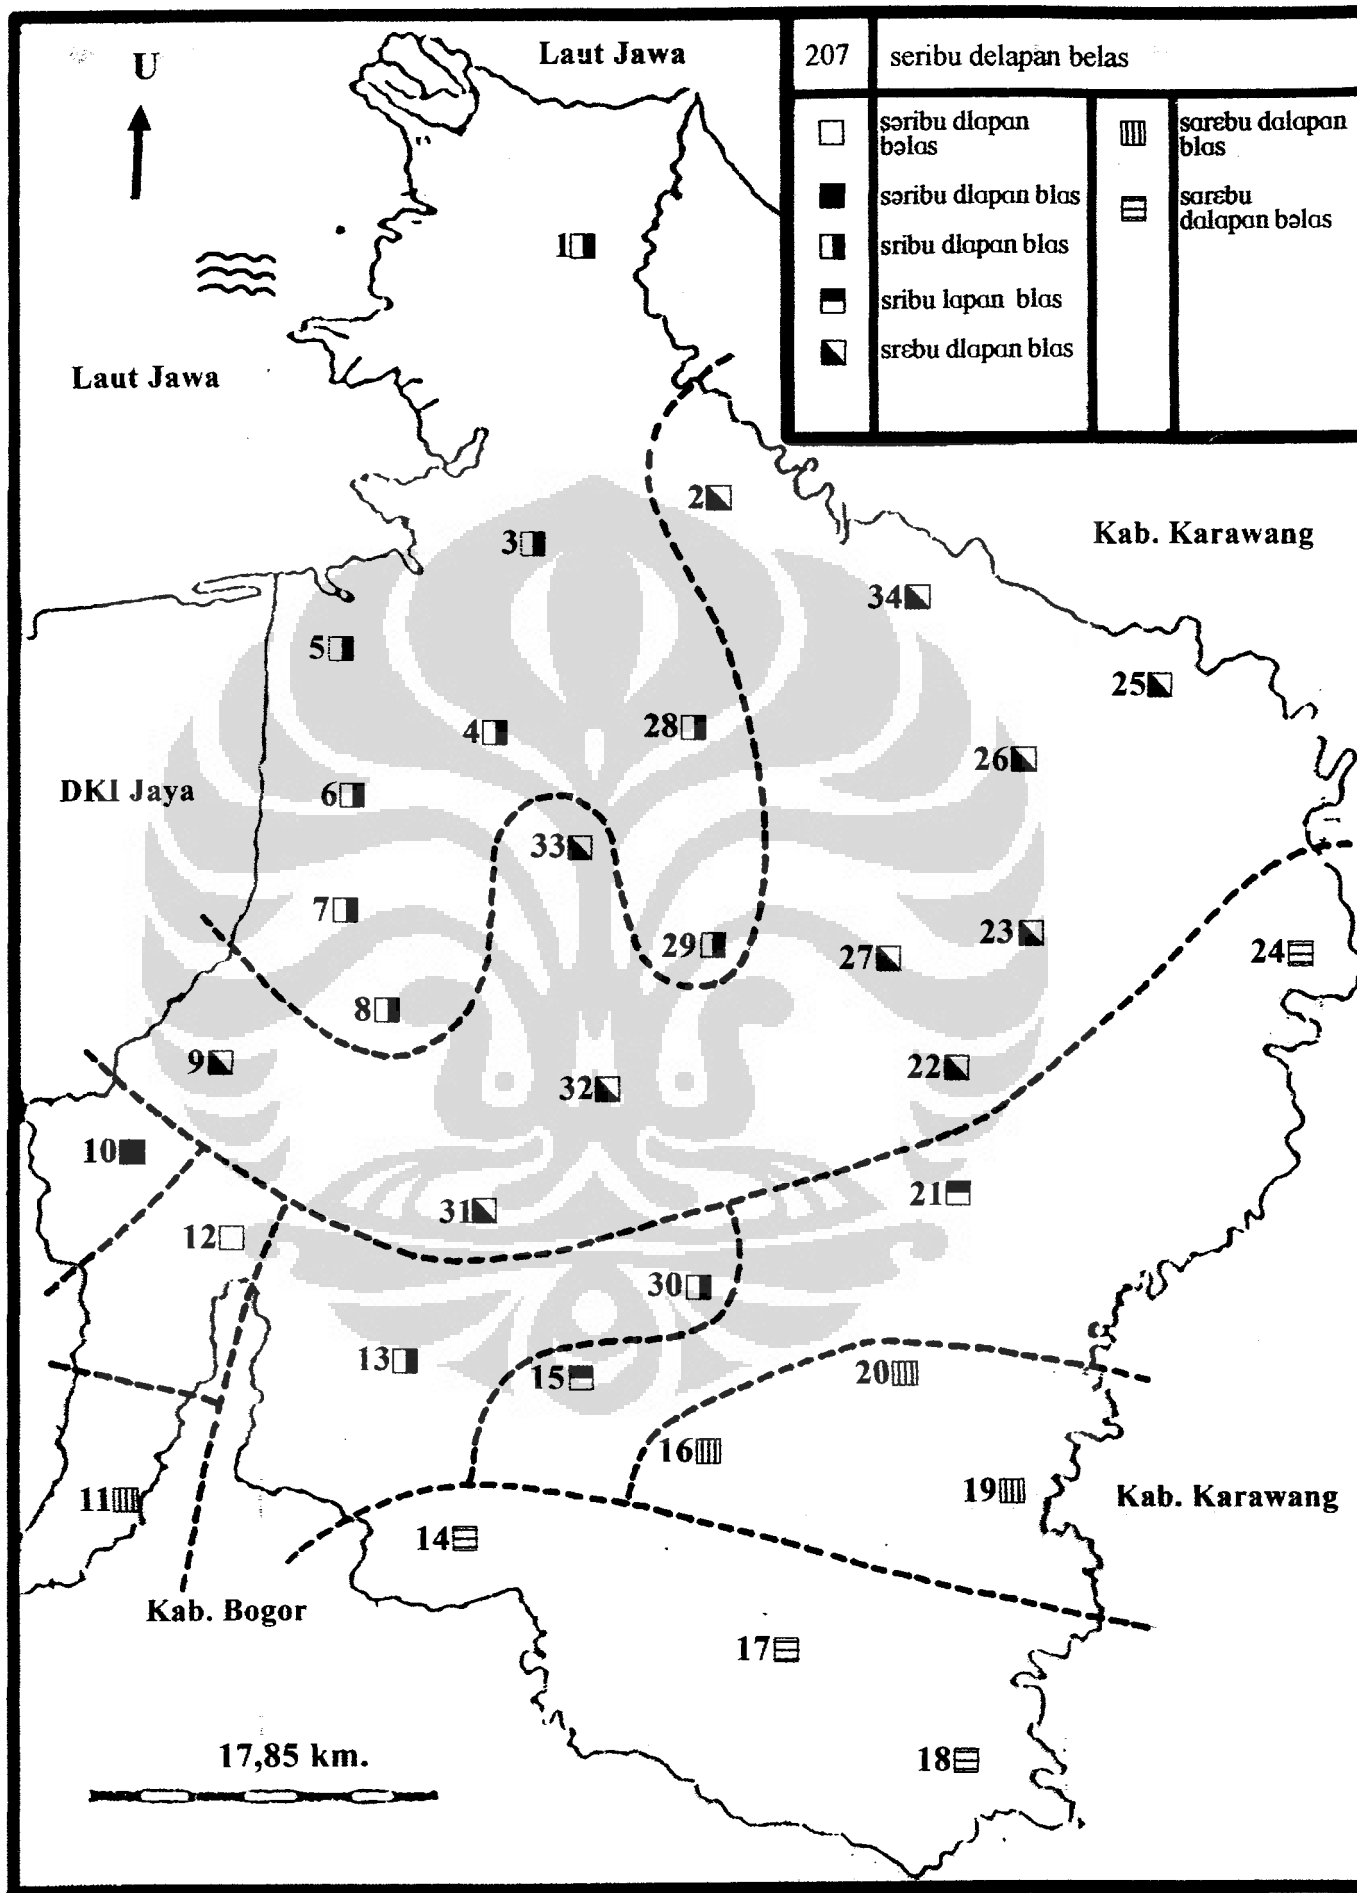 U
Laut Jawa
207
seribu delapan belas
səribu dlapan
bəlas
səribu dlapan blas
sribu dlapan blas
sribu lapan blas
srɛbu dlapan blas
sarɛbu dalapan
blas
sarɛbu
dalapan bəlas
1
Laut Jawa
2
Kab. Karawang
3
34
5
25
4
28
26
DKI Jaya
6
33
7
29
27
23
24
8
9
32
22
10
21
12
31
30
13
15
20
16
11
19
Kab. Karawang
14
Kab. Bogor
17
17,85 km.
18